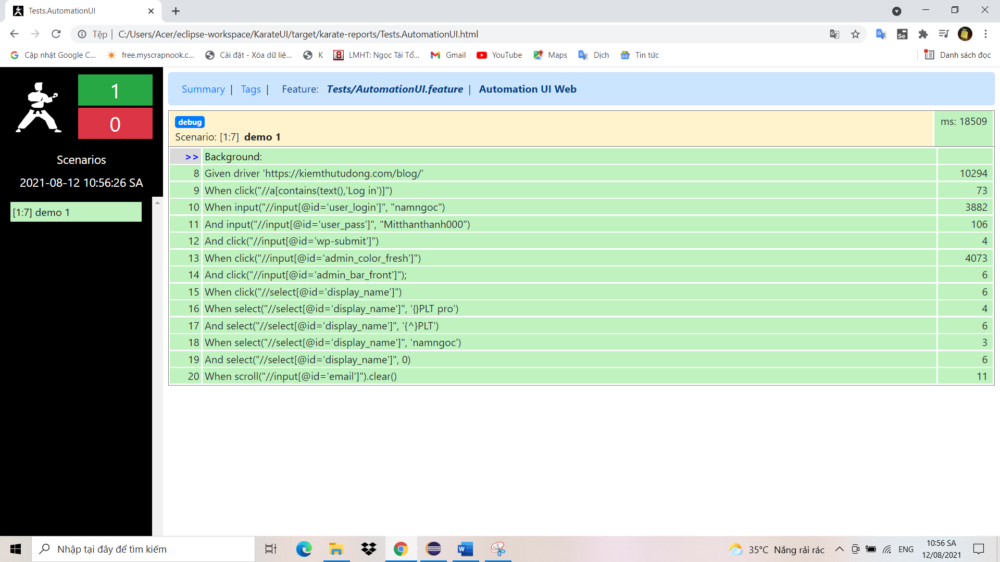 Tests.AutomationUI
Tệp | C:/Users/Acer/eclipse-workspace/KarateUI/target/karate-reports/Tests.AutomationUI.html
Cập nhật Google C... free.myscrapnook.c... Cài đặt - Xóa dữ liệ... K LMHT: Ngọc Tái Tổ... Gmail YouTube Maps Dịch Tin tức Danh sách đọc
1
0
Scenarios
2021-08-12 10:56:26 SA
[1:7] demo 1
Summary | Tags | Feature: Tests/AutomationUI.feature | Automation UI Web
debug
Scenario: [1:7] demo 1 ms: 18509
>> Background:
8 Given driver 'https://kiemthutudong.com/blog/' 10294
9 When click("//a[contains(text(),'Log in')]") 73
10 When input("//input[@id='user_login']", "namngoc") 3882
11 And input("//input[@id='user_pass']", "Mitthanthanh000") 106
12 And click("//input[@id='wp-submit']") 4
13 When click("//input[@id='admin_color_fresh']") 4073
14 And click("//input[@id='admin_bar_front']"); 6
15 When click("//select[@id='display_name']") 6
16 When select("//select[@id='display_name']", '{}PLT pro') 4
17 And select("//select[@id='display_name']", '{^}PLT') 6
18 When select("//select[@id='display_name']", 'namngoc') 3
19 And select("//select[@id='display_name']", 0) 6
20 When scroll("//input[@id='email']").clear() 11
Nhập tại đây để tìm kiếm
35°C Nắng rải rác ENG
10:56 SA
12/08/2021